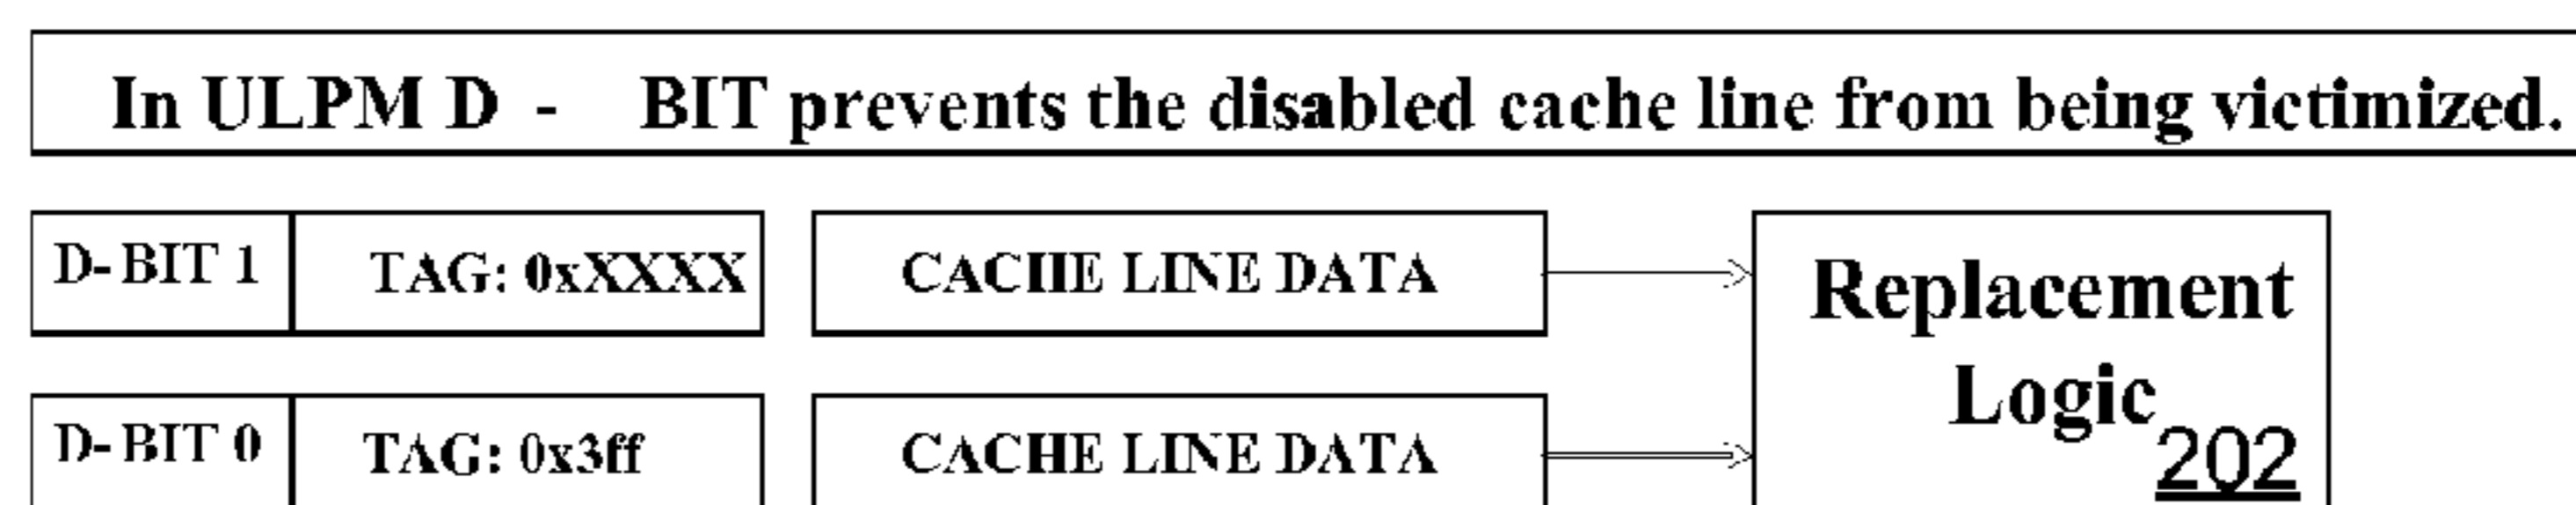 In ULPM D - BIT prevents the disabled cache line from being victimized.
D-BIT 1
TAG: 0xXXXX
CACHE LINE DATA
Replacement
Logic
202
D-BIT 0
TAG: 0x3ff
CACHE LINE DATA